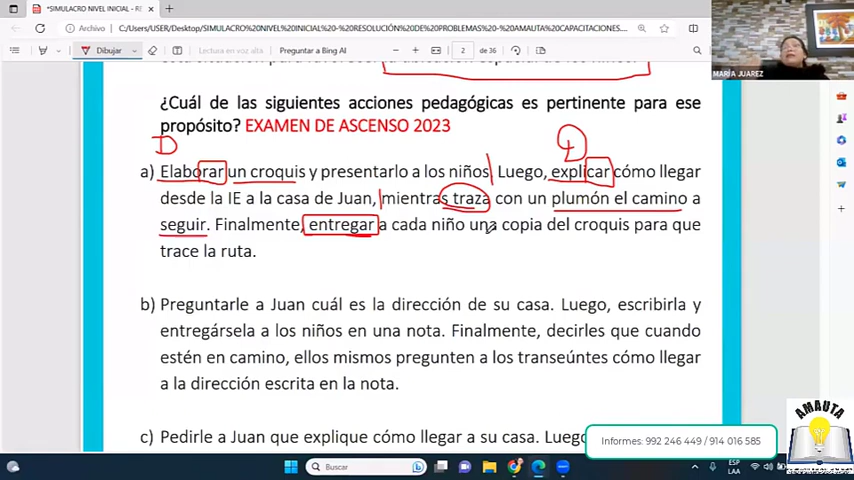 *SIMULACRO NIVEL INICIAL - RE
Archivo C:/Users/USER/Desktop/SIMULACRO%20NIVEL%20INICIAL%20-%20RESOLUCIÓN%20DE%20PROBLEMAS%20-%20AMAUTA%20CAPACITACIONES....
Dibujar Lectura en voz alta Preguntar a Bing AI 2 de 36
MARÍA JUAREZ
¿Cuál de las siguientes acciones pedagógicas es pertinente para ese
propósito? EXAMEN DE ASCENSO 2023
D
D
a) Elaborar un croquis y presentarlo a los niños. Luego, explicar cómo llegar
desde la IE a la casa de Juan, mientras traza con un plumón el camino a
seguir. Finalmente, entregar a cada niño una copia del croquis para que
trace la ruta.
b) Preguntarle a Juan cuál es la dirección de su casa. Luego, escribirla y
entregársela a los niños en una nota. Finalmente, decirles que cuando
estén en camino, ellos mismos pregunten a los transeúntes cómo llegar
a la dirección escrita en la nota.
c) Pedirle a Juan que explique cómo llegar a su casa. Luego
Informes: 992 246 449 / 914 016 585
AMAUTA
Buscar
ESP
LAA